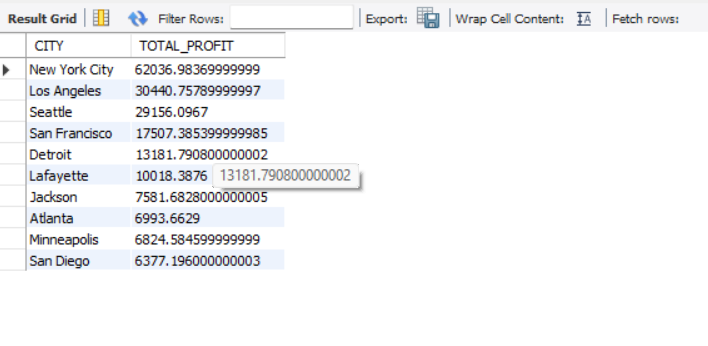 Result Grid Filter Rows: Export: Wrap Cell Content: IA Fetch rows:
CITY TOTAL_PROFIT
New York City 62036.98369999999
Los Angeles 30440.75789999997
Seattle 29156.0967
San Francisco 17507.385399999985
Detroit 13181.790800000002
Lafayette 10018.3876 13181.790800000002
Jackson 7581.6828000000005
Atlanta 6993.6629
Minneapolis 6824.584599999999
San Diego 6377.196000000003